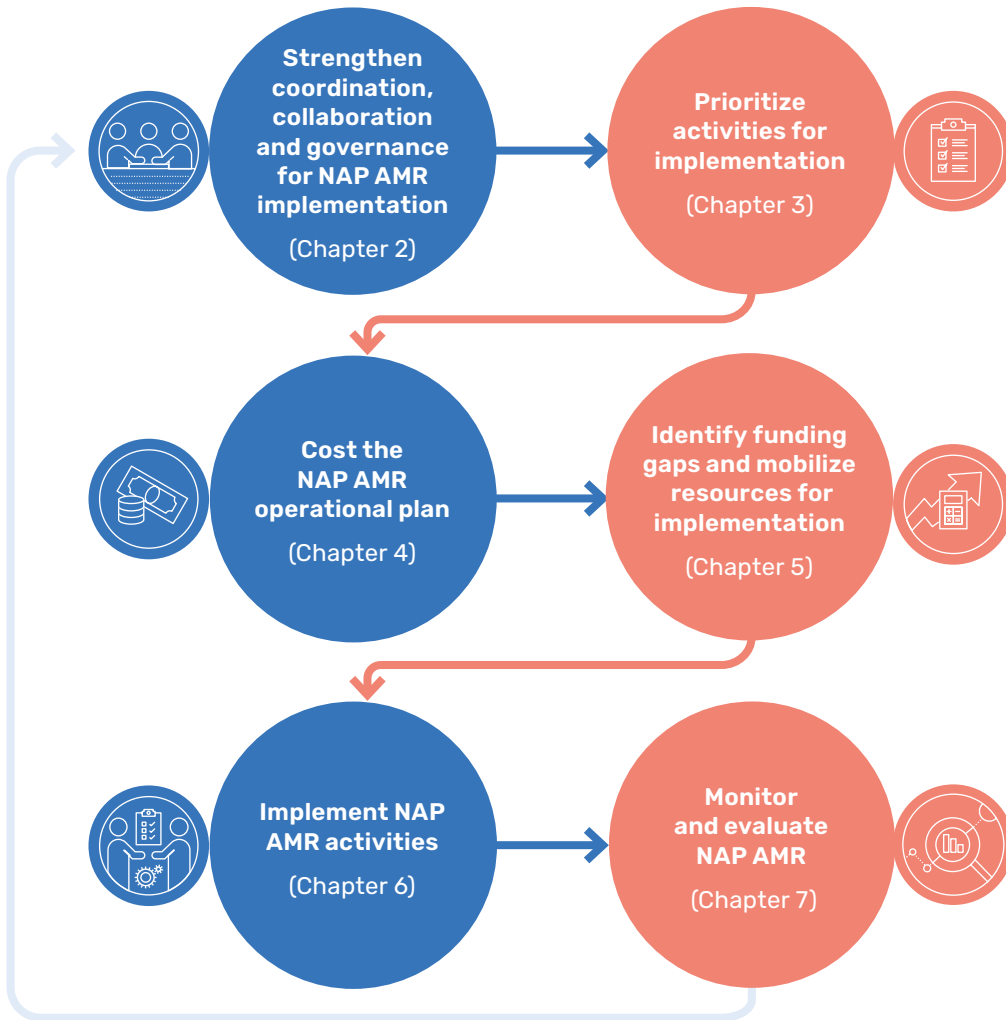 Strengthen
coordination,
collaboration
and governance
for NAP AMR
implementation
(Chapter 2)
Prioritize
activities for
implementation
(Chapter 3)
Cost the
NAP AMR
operational plan
(Chapter 4)
Identify funding
gaps and mobilize
resources for
implementation
(Chapter 5)
Implement NAP
AMR activities
(Chapter 6)
Monitor
and evaluate
NAP AMR
(Chapter 7)